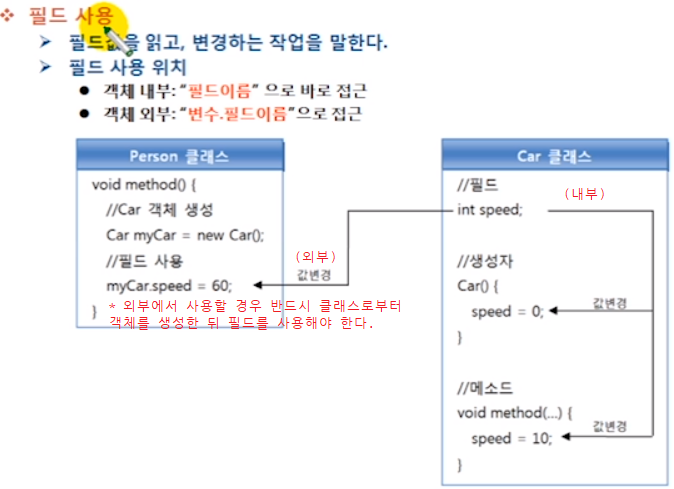 ❖ 필드 사용
➤ 필드값을 읽고, 변경하는 작업을 말한다.
➤ 필드 사용 위치
● 객체 내부: “필드이름” 으로 바로 접근
● 객체 외부: “변수.필드이름”으로 접근
Person 클래스
void method() {
//Car 객체 생성
Car myCar = new Car();
//필드 사용
myCar.speed = 60;
}
(외부)
값변경
* 외부에서 사용할 경우 반드시 클래스로부터
객체를 생성한 뒤 필드를 사용해야 한다.
Car 클래스
//필드
int speed;
(내부)
//생성자
Car() {
speed = 0;
값변경
}
//메소드
void method(...) {
speed = 10;
값변경
}